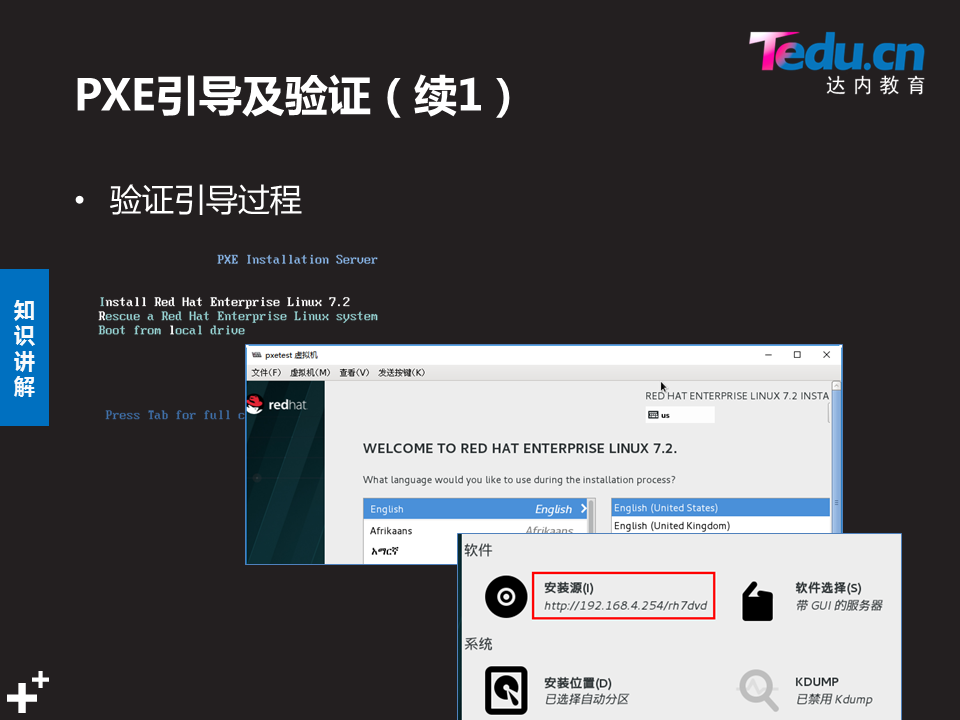 Tedu.cn
达内教育
PXE引导及验证（续1）
• 验证引导过程
知识讲解
PXE Installation Server
Install Red Hat Enterprise Linux 7.2
Rescue a Red Hat Enterprise Linux system
Boot from local drive
Press Tab for full c
pxetest 虚拟机
文件(F) 虚拟机(M) 查看(V) 发送按键(K)
redhat
RED HAT ENTERPRISE LINUX 7.2 INSTA
us
WELCOME TO RED HAT ENTERPRISE LINUX 7.2.
What language would you like to use during the installation process?
English English
English (United States)
Afrikaans Afrikaans
English (United Kingdom)
አማርኛ
软件
安装源(I)
http://192.168.4.254/rh7dvd
软件选择(S)
带 GUI 的服务器
系统
安装位置(D)
已选择自动分区
KDUMP
已禁用 Kdump